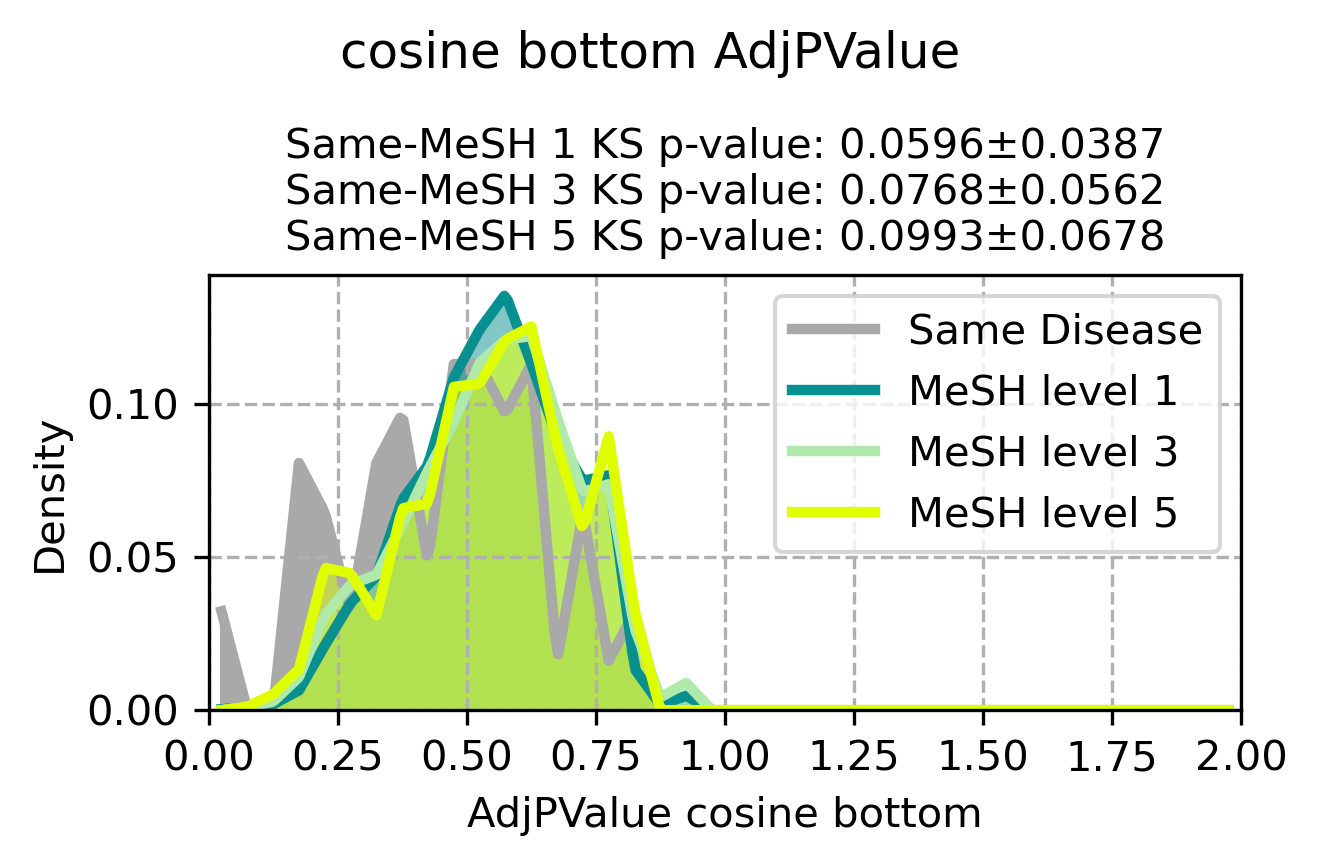 cosine bottom AdjPValue
Same-MeSH 1 KS p-value: 0.0596±0.0387
Same-MeSH 3 KS p-value: 0.0768±0.0562
Same-MeSH 5 KS p-value: 0.0993±0.0678
Same Disease
MeSH level 1
MeSH level 3
MeSH level 5
Density
0.10
0.05
0.00
0.00 0.25 0.50 0.75 1.00 1.25 1.50 1.75 2.00
AdjPValue cosine bottom